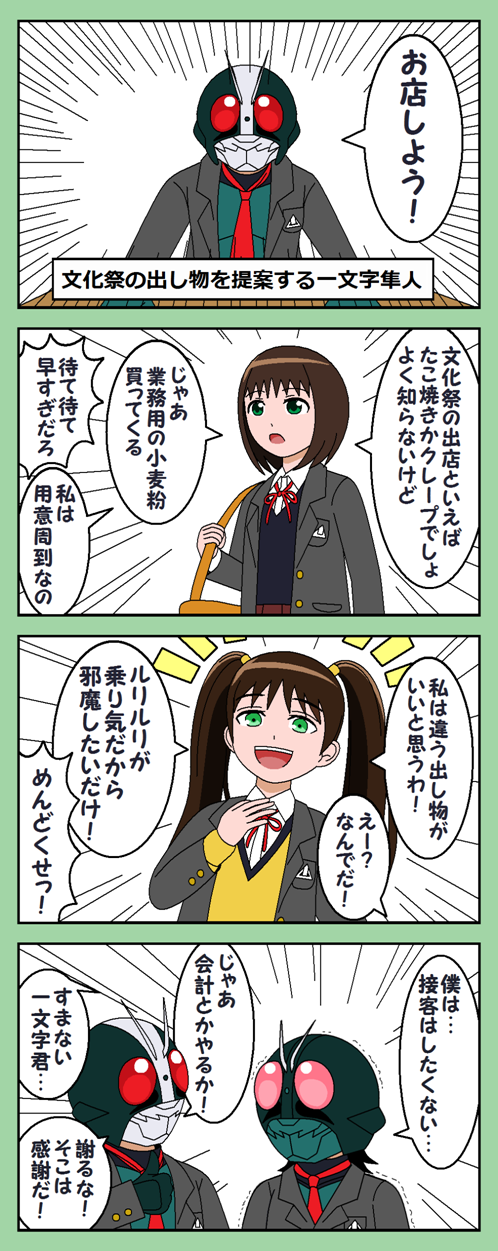 お店しよう！
文化祭の出し物を提案する一文字隼人
文化祭の出店といえば
たこ焼きかクレープでしょ
よく知らないけど
じゃあ
業務用の小麦粉
買ってくる
待て待て
早すぎだろ
私は
用意周到なの
私は違う出し物が
いいと思うわ！
えー？
なんでだ！
ルリルリが
乗り気だから
邪魔したいだけ！
めんどくせっ！
僕は…
接客はしたくない…
じゃあ
会計とかやるか！
すまない
一文字君…
謝るな！
そこは
感謝だ！